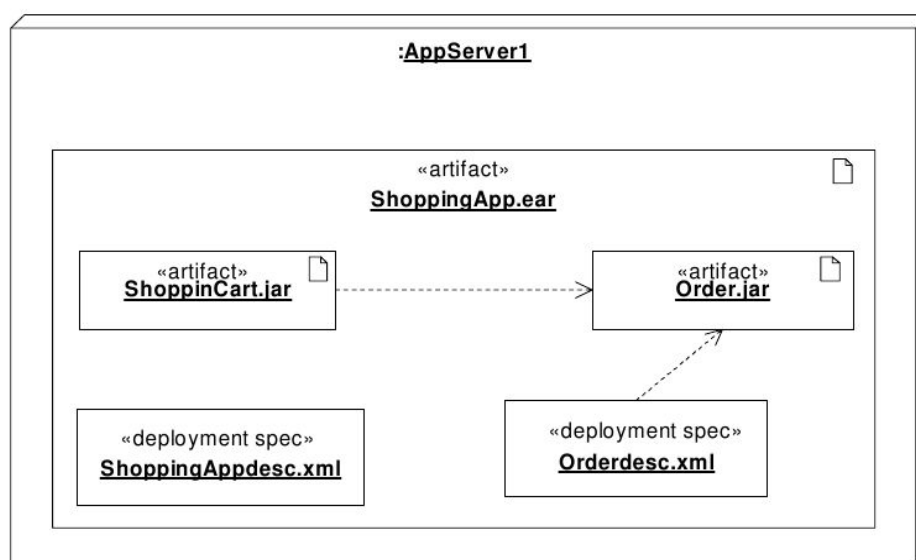 :AppServer1
«artifact»
ShoppingApp.ear
«artifact»
ShoppinCart.jar
«artifact»
Order.jar
«deployment spec»
ShoppingAppdesc.xml
«deployment spec»
Orderdesc.xml